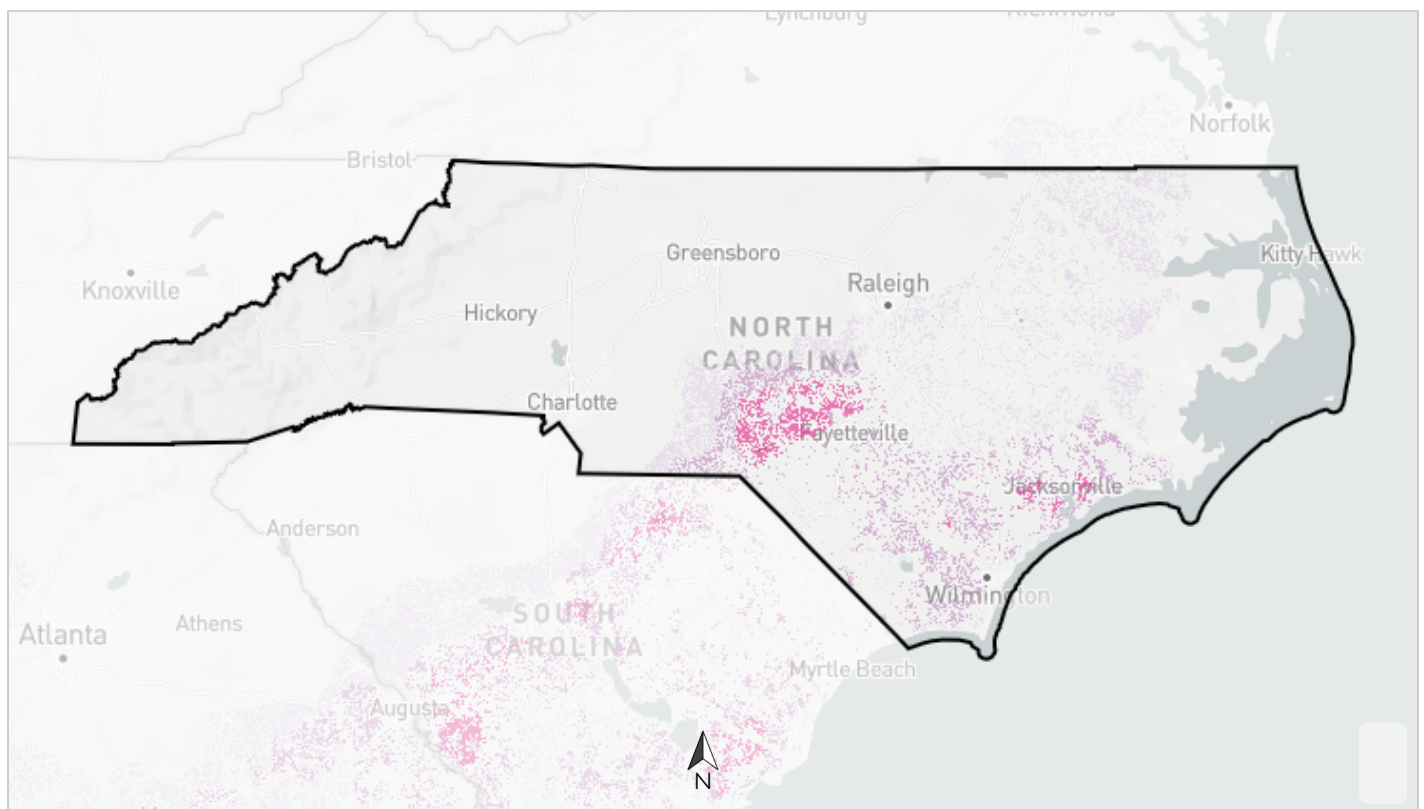 Lynchburg
Richmond
Norfolk
Bristol
Greensboro
Kitty Hawk
Knoxville
Raleigh
Hickory
NORTH
CAROLINA
Charlotte
Fayetteville
Jacksonville
Anderson
Wilmington
SOUTH
CAROLINA
Athens
Atlanta
Myrtle Beach
Augusta
N